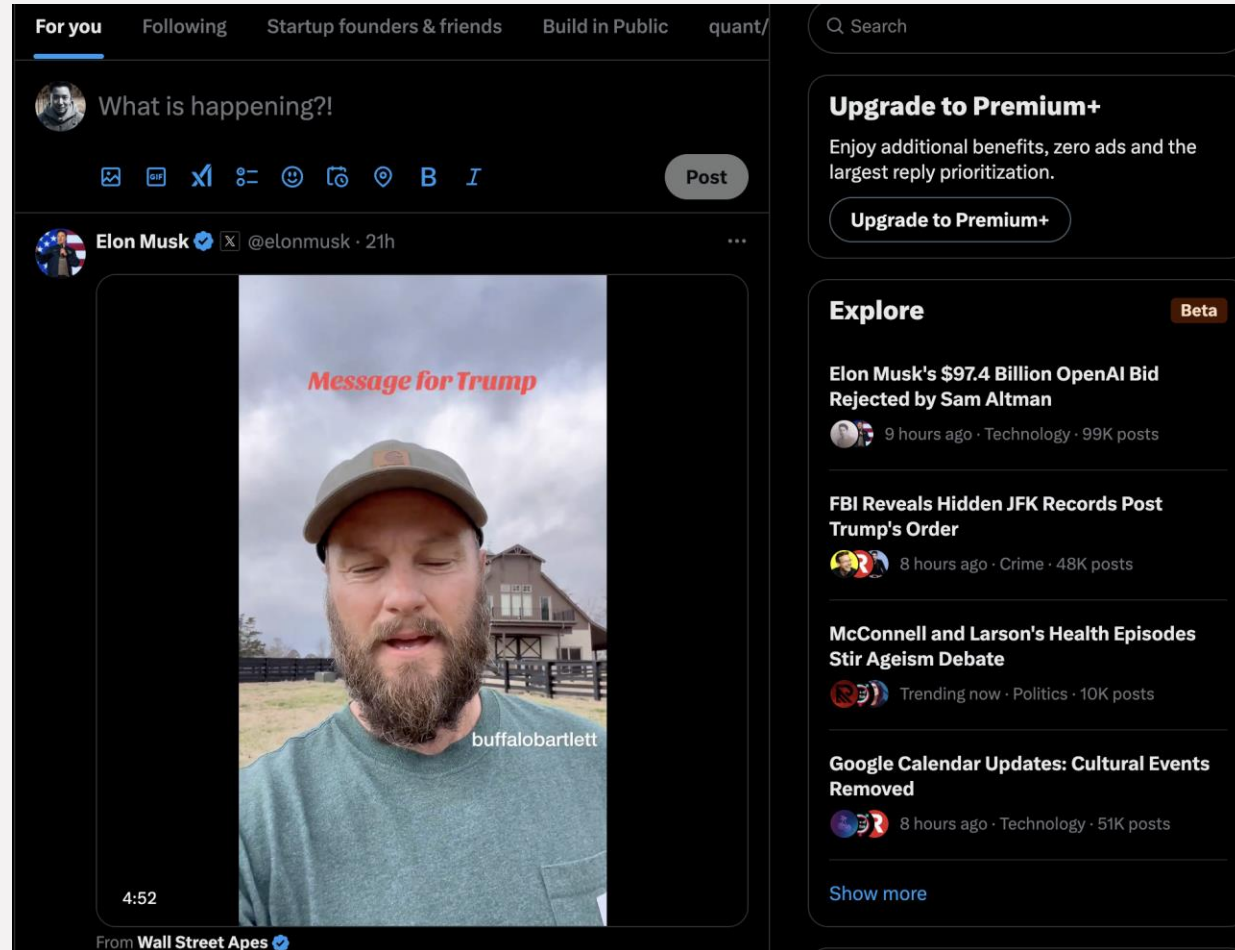 For you Following Startup founders & friends Build in Public quant/
What is happening?!
GIF
B I
Post
Elon Musk X @elonmusk · 21h
Message for Trump
buffalobartlett
4:52
From Wall Street Apes
Search
Upgrade to Premium+
Enjoy additional benefits, zero ads and the
largest reply prioritization.
Upgrade to Premium+
Explore Beta
Elon Musk's $97.4 Billion OpenAI Bid
Rejected by Sam Altman
9 hours ago · Technology · 99K posts
FBI Reveals Hidden JFK Records Post
Trump's Order
8 hours ago · Crime · 48K posts
McConnell and Larson's Health Episodes
Stir Ageism Debate
Trending now · Politics · 10K posts
Google Calendar Updates: Cultural Events
Removed
8 hours ago · Technology · 51K posts
Show more